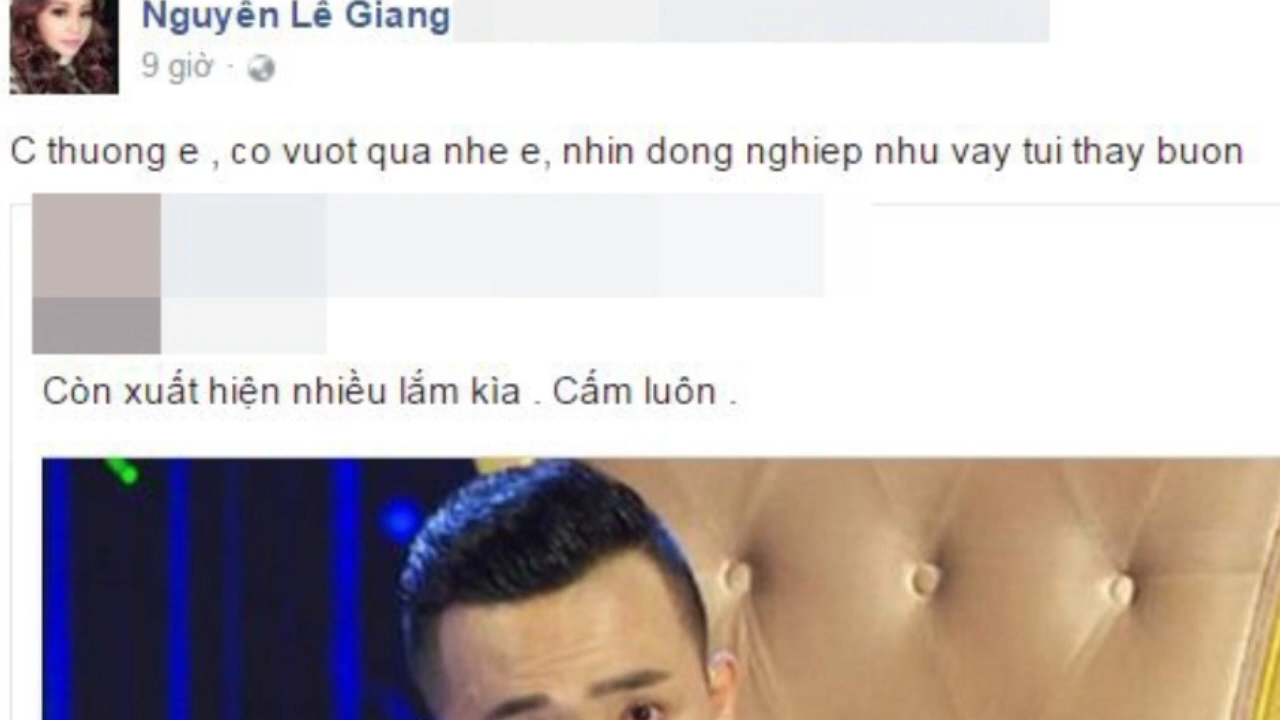 Nguyễn Lê Giang
9 giờ ·
C thuong e , co vuot qua nhe e, nhin dong nghiep nhu vay tui thay buon
Còn xuất hiện nhiều lắm kìa . Cấm luôn .